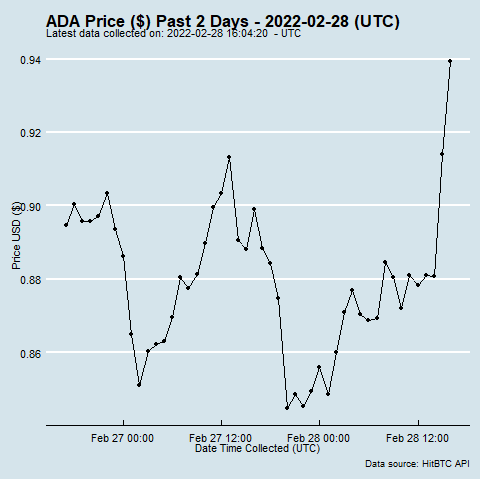 ADA Price ($) Past 2 Days - 2022-02-28 (UTC)
Latest data collected on: 2022-02-28 16:04:20  - UTC
0.94
0.92
0.90
0.88
0.86
Price USD ($)
Feb 27 00:00 Feb 27 12:00 Feb 28 00:00 Feb 28 12:00
Date Time Collected (UTC)
Data source: HitBTC API